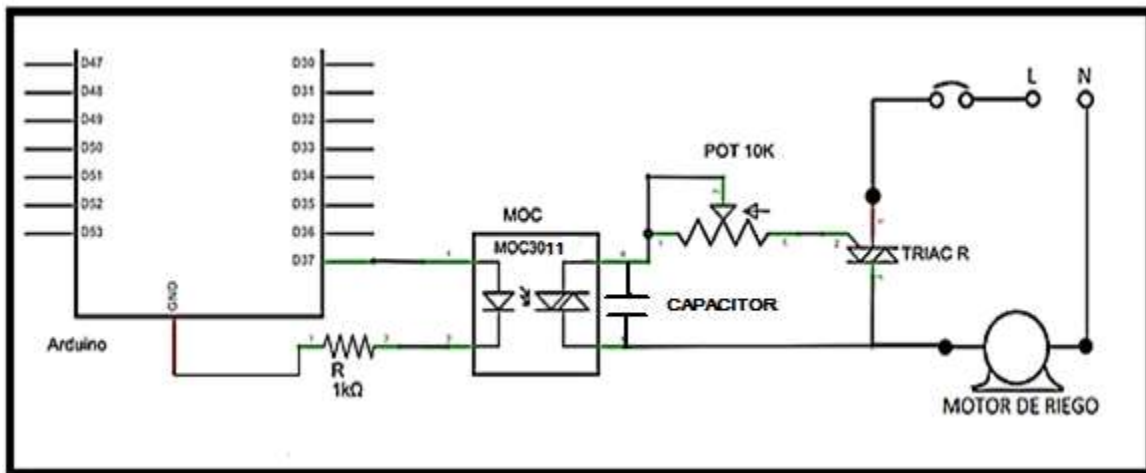 D47
D48
D49
D50
D51
D52
D53
D30
D31
D32
D33
D34
D35
D36
D37
GND
Arduino
R
1kΩ
MOC
MOC3011
CAPACITOR
POT 10K
L
N
TRIAC R
MOTOR DE RIEGO